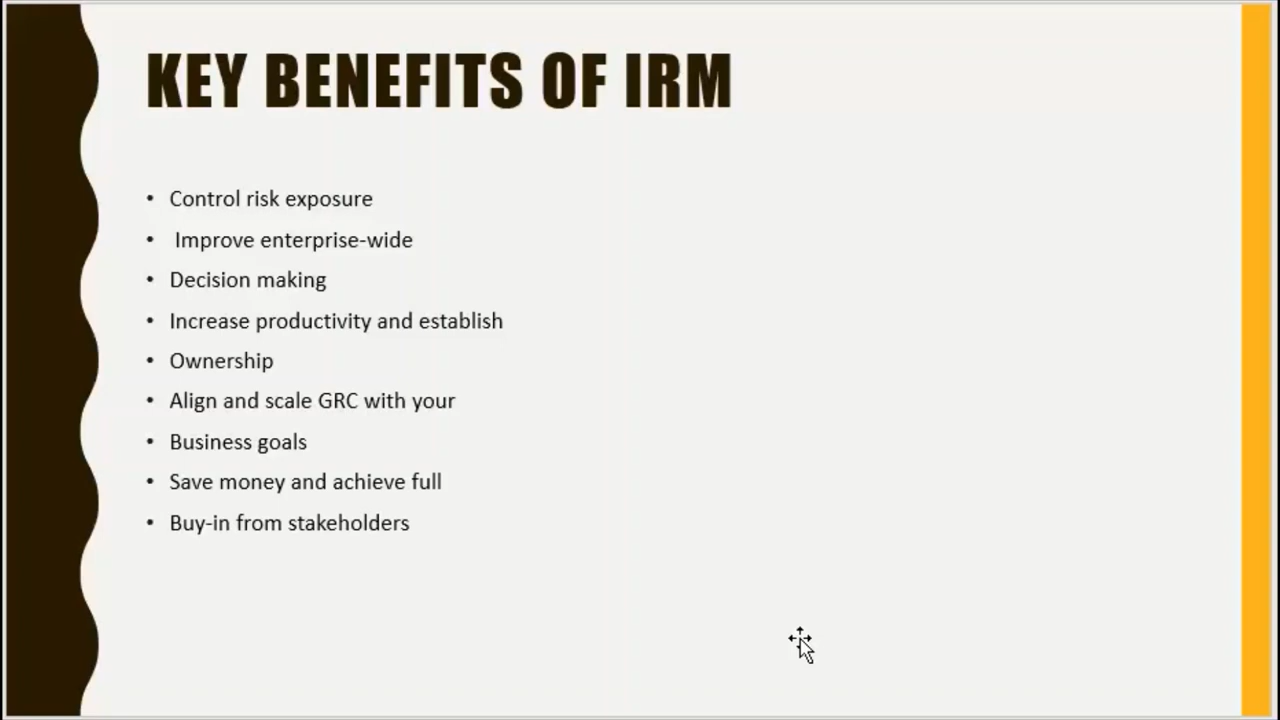 KEY BENEFITS OF IRM
• Control risk exposure
• Improve enterprise-wide
• Decision making
• Increase productivity and establish
• Ownership
• Align and scale GRC with your
• Business goals
• Save money and achieve full
• Buy-in from stakeholders